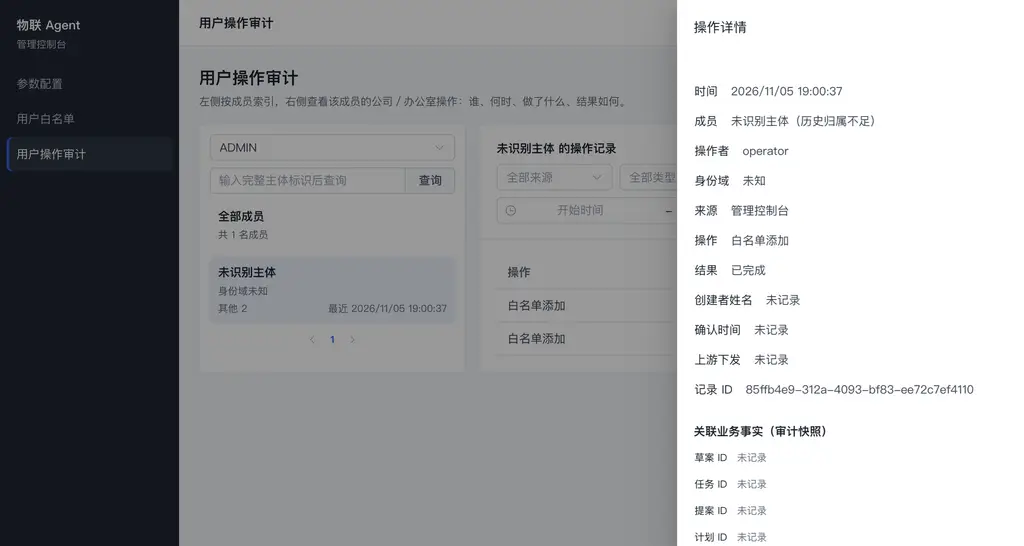 物联 Agent
管理控制台
参数配置
用户白名单
用户操作审计
用户操作审计
用户操作审计
左侧按成员索引，右侧查看该成员的公司 / 办公室操作：谁、何时、做了什么、结果如何。
ADMIN
输入完整主体标识后查询
查询
全部成员
共 1 名成员
未识别主体
身份域未知
其他 2
最近 2026/11/05 19:00:37
1
未识别主体 的操作记录
全部来源
全部类型
开始时间
–
操作
白名单添加
白名单添加
操作详情
时间 2026/11/05 19:00:37
成员 未识别主体（历史归属不足）
操作者 operator
身份域 未知
来源 管理控制台
操作 白名单添加
结果 已完成
创建者姓名 未记录
确认时间 未记录
上游下发 未记录
记录 ID 85ffb4e9-312a-4093-bf83-ee72c7ef4110
关联业务事实（审计快照）
草案 ID 未记录
任务 ID 未记录
提案 ID 未记录
计划 ID 未记录